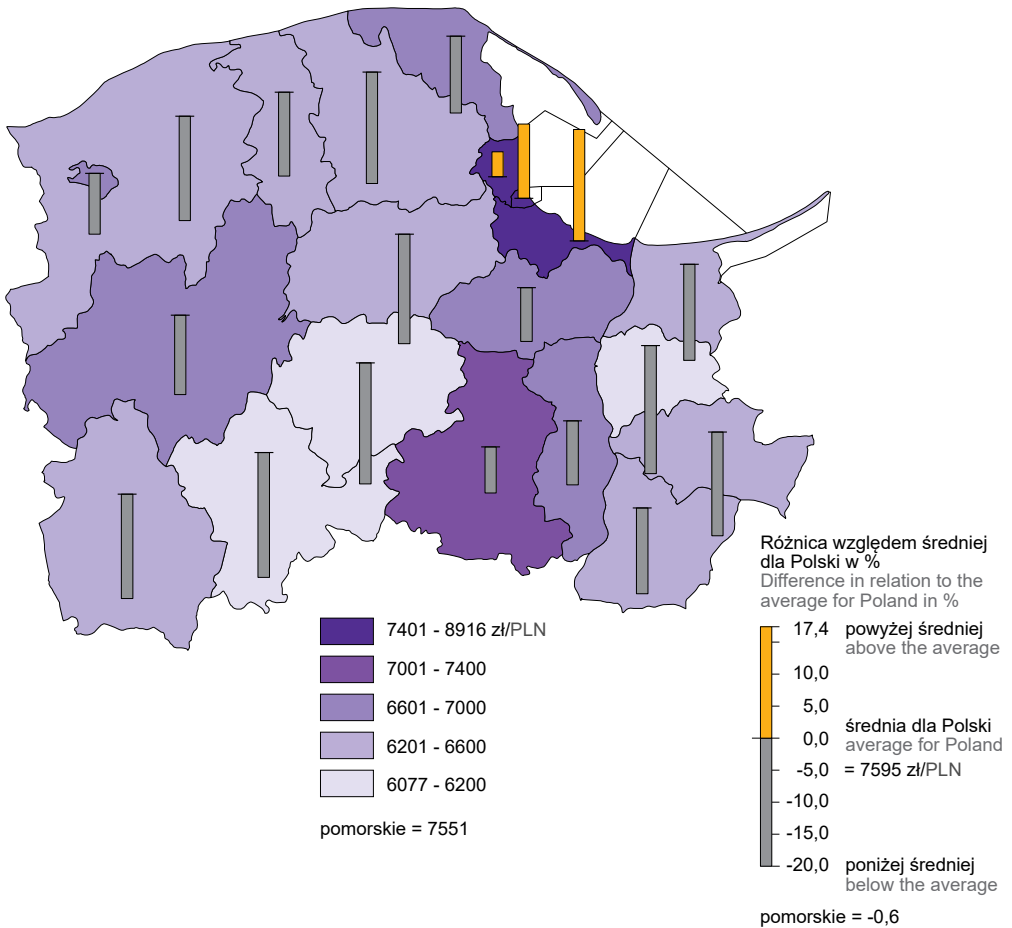 7401 - 8916 zł/PLN
7001 - 7400
6601 - 7000
6201 - 6600
6077 - 6200
pomorskie = 7551
Różnica względem średniej
dla Polski w %
Difference in relation to the
average for Poland in %
17,4 powyżej średniej
above the average
10,0
5,0
średnia dla Polski
0,0 average for Poland
-5,0 = 7595 zł/PLN
-10,0
-15,0
-20,0 poniżej średniej
below the average
pomorskie = -0,6